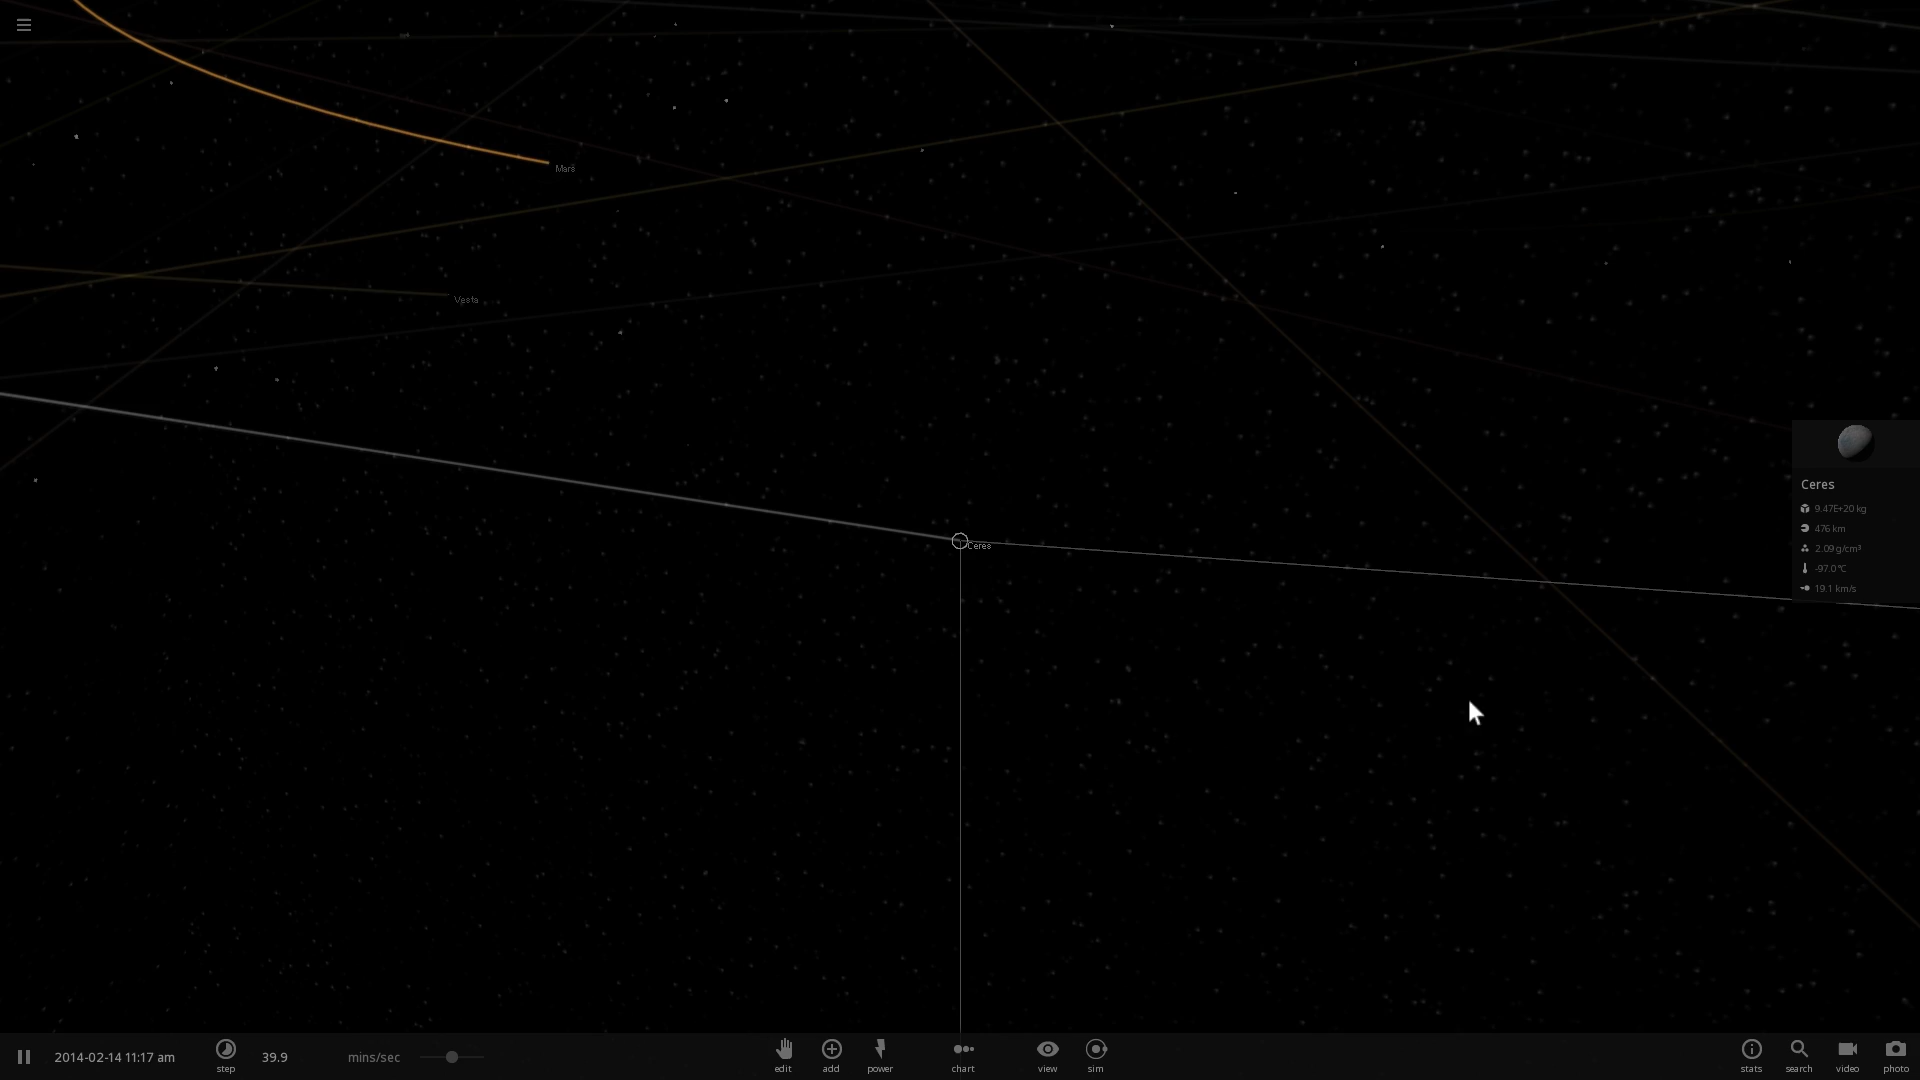 Mars
Vesta
Ceres
Ceres
9.47E+20 kg
476 km
2.09 g/cm³
-97.0 °C
19.1 km/s
2014-02-14 11:17 am
step
39.9
mins/sec
edit
add
power
chart
view
sim
stats
search
video
photo